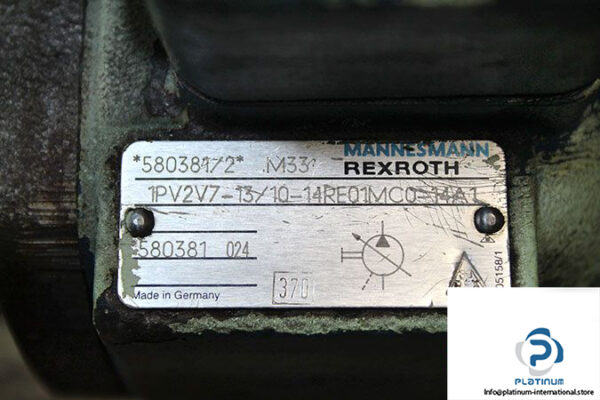 *580381/2* M33
MANNESMANN
REXROTH
1PV2V7-13/10-14RE01MC0-14A1
580381 024
370
Made in Germany
05158/1
PLATINUM
Info@platinum-international.store